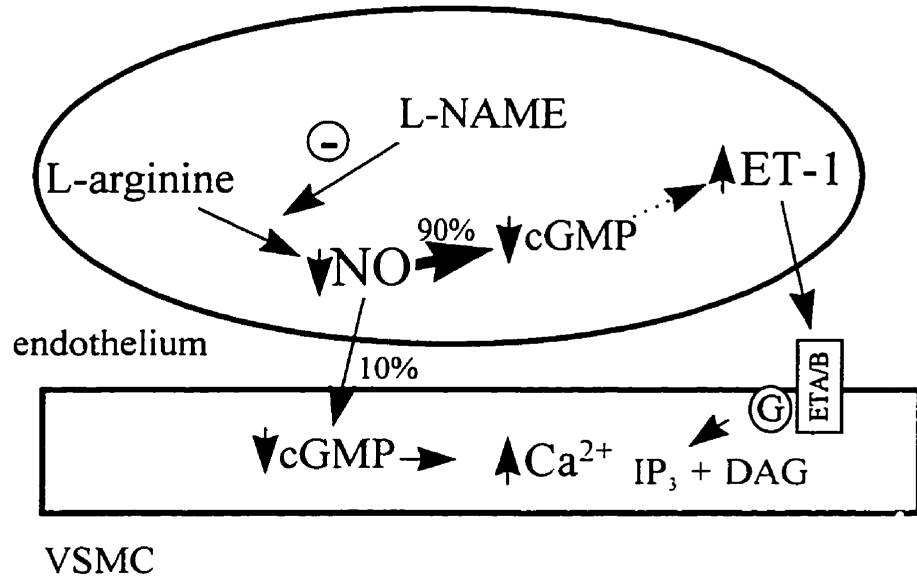 L-NAME
-
L-arginine
ET-1
90%
cGMP
NO
endothelium
10%
ETA/B
G
cGMP
Ca²⁺
IP₃ + DAG
VSMC